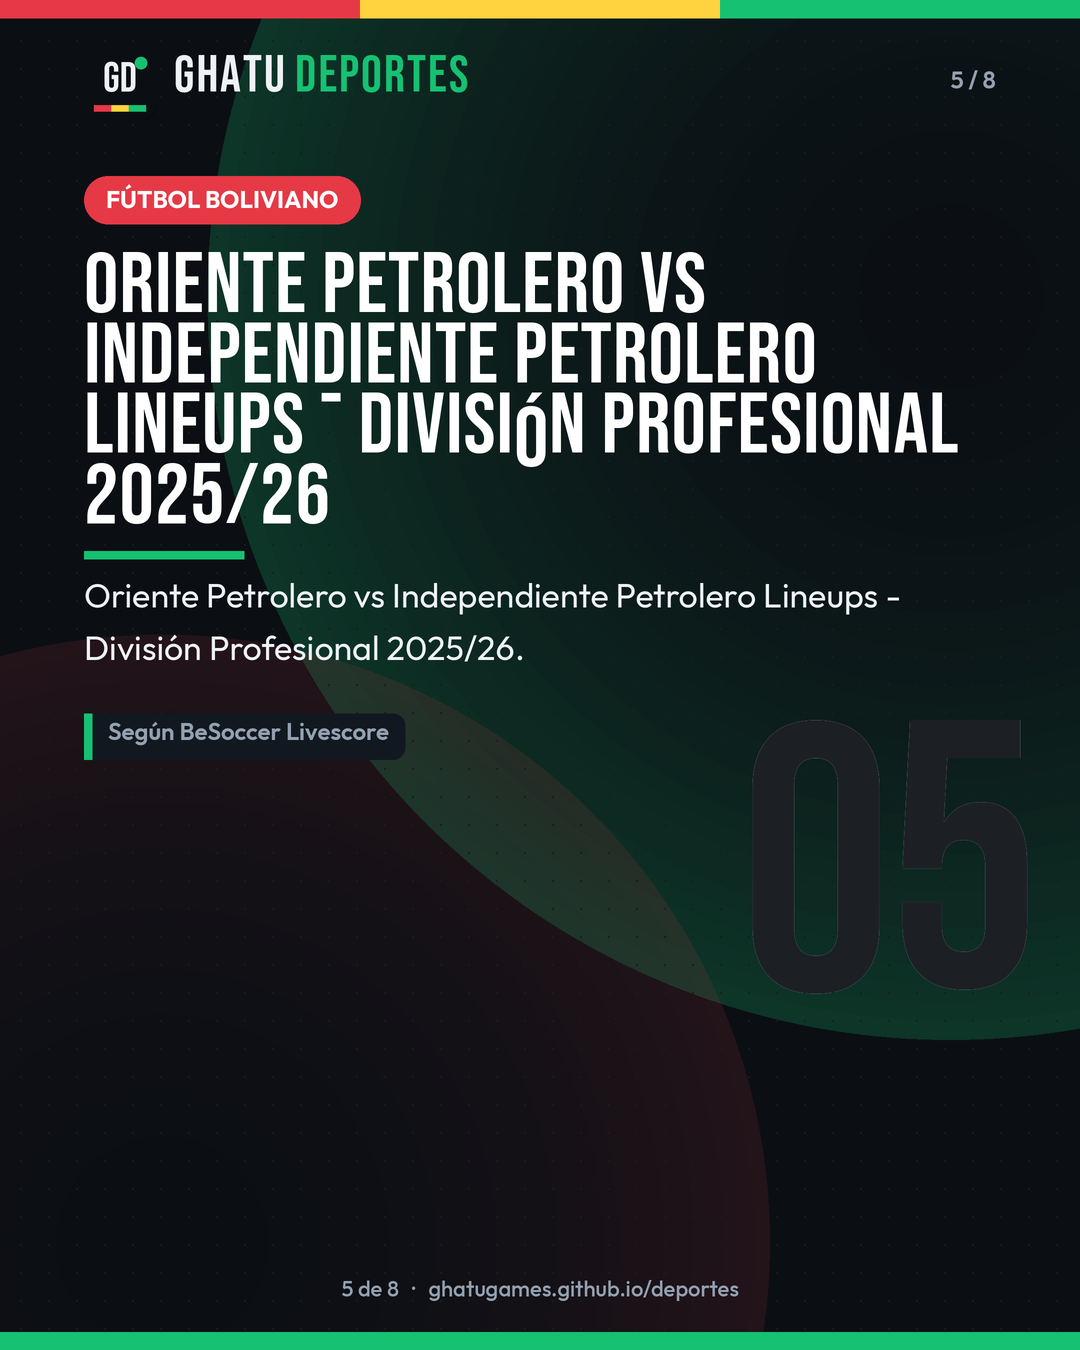 GD GHATU DEPORTES
5 / 8
FÚTBOL BOLIVIANO
ORIENTE PETROLERO VS
INDEPENDIENTE PETROLERO
LINEUPS - DIVISIóN PROFESIONAL
2025/26
Oriente Petrolero vs Independiente Petrolero Lineups -
División Profesional 2025/26.
Según BeSoccer Livescore
05
5 de 8 · ghatugames.github.io/deportes